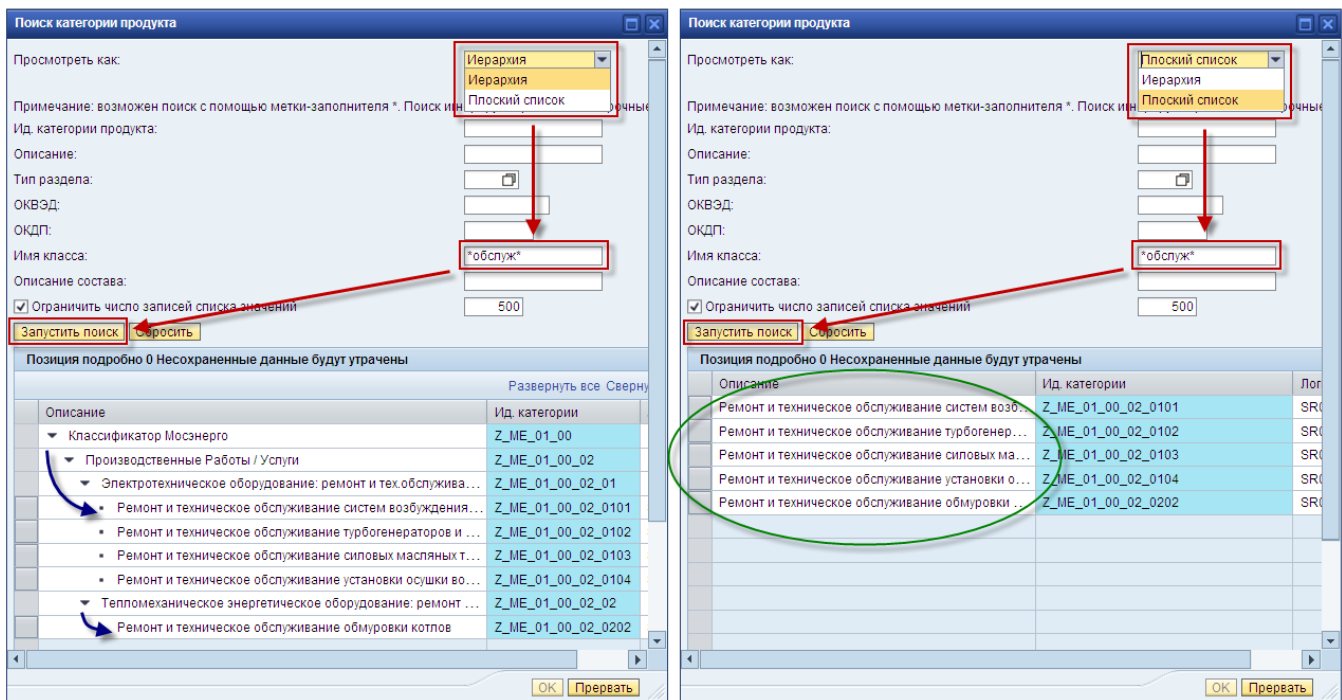 Поиск категории продукта
Просмотреть как:
Иерархия
Иерархия
Плоский список
Примечание: возможен поиск с помощью метки-заполнителя *. Поиск
Ид. категории продукта:
Описание:
Тип раздела:
ОКВЭД:
ОКДП:
Имя класса:
*обслуж*
Описание состава:
Ограничить число записей списка значений
500
Запустить поиск Сбросить
Позиция подробно 0 Несохраненные данные будут утрачены
Развернуть все Сверну
Описание Ид. категории
Классификатор Мосэнерго Z_ME_01_00
Производственные Работы / Услуги Z_ME_01_00_02
Электротехническое оборудование: ремонт и тех.обслужива... Z_ME_01_00_02_01
Ремонт и техническое обслуживание систем возбуждения... Z_ME_01_00_02_0101
Ремонт и техническое обслуживание турбогенераторов и ... Z_ME_01_00_02_0102
Ремонт и техническое обслуживание силовых масляных т... Z_ME_01_00_02_0103
Ремонт и техническое обслуживание установки осушки во... Z_ME_01_00_02_0104
Тепломеханическое энергетическое оборудование: ремонт ... Z_ME_01_00_02_02
Ремонт и техническое обслуживание обмуровки котлов Z_ME_01_00_02_0202
OK Прервать
Поиск категории продукта
Просмотреть как:
Плоский список
Иерархия
Плоский список
Примечание: возможен поиск с помощью метки-заполнителя *. Поиск
Ид. категории продукта:
Описание:
Тип раздела:
ОКВЭД:
ОКДП:
Имя класса:
*обслуж*
Описание состава:
Ограничить число записей списка значений
500
Запустить поиск Сбросить
Позиция подробно 0 Несохраненные данные будут утрачены
Описание Ид. категории Лог
Ремонт и техническое обслуживание систем возб... Z_ME_01_00_02_0101 SR
Ремонт и техническое обслуживание турбогенер... Z_ME_01_00_02_0102 SR
Ремонт и техническое обслуживание силовых ма... Z_ME_01_00_02_0103 SR
Ремонт и техническое обслуживание установки о... Z_ME_01_00_02_0104 SR
Ремонт и техническое обслуживание обмуровки ... Z_ME_01_00_02_0202 SR
OK Прервать